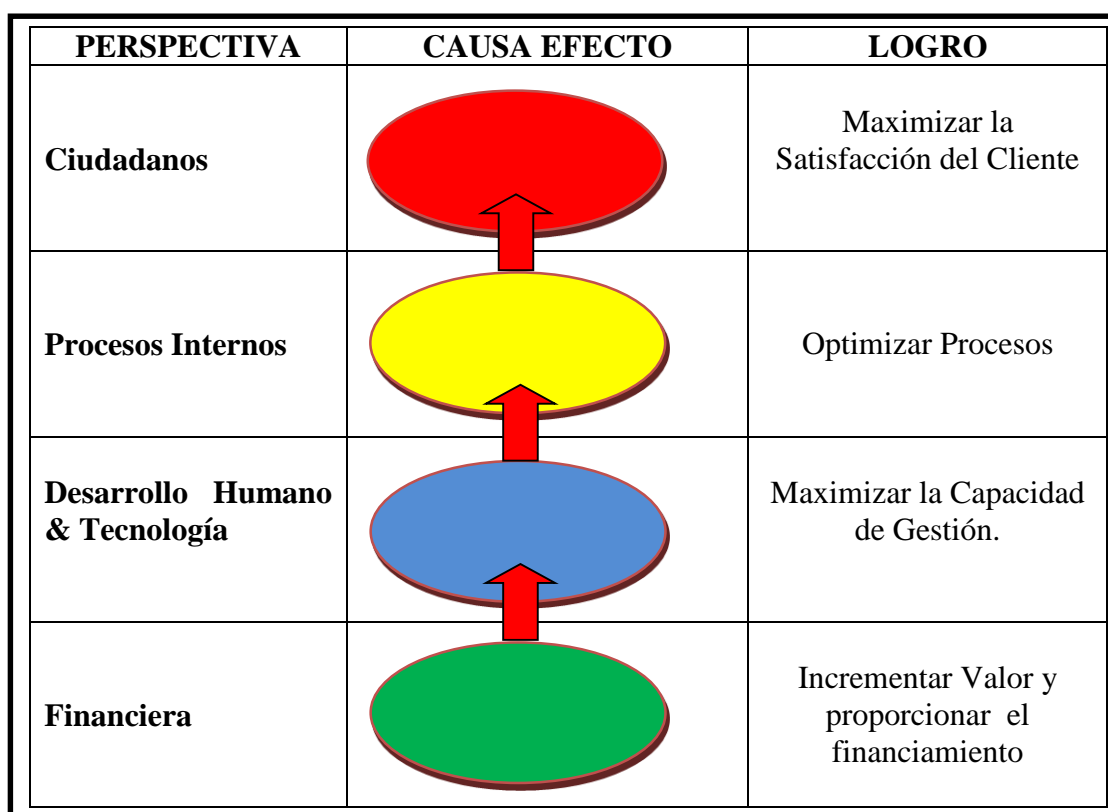 PERSPECTIVA CAUSA EFECTO LOGRO
Ciudadanos
Maximizar la
Satisfacción del Cliente
Procesos Internos
Optimizar Procesos
Desarrollo Humano
& Tecnología
Maximizar la Capacidad
de Gestión.
Financiera
Incrementar Valor y
proporcionar el
financiamiento